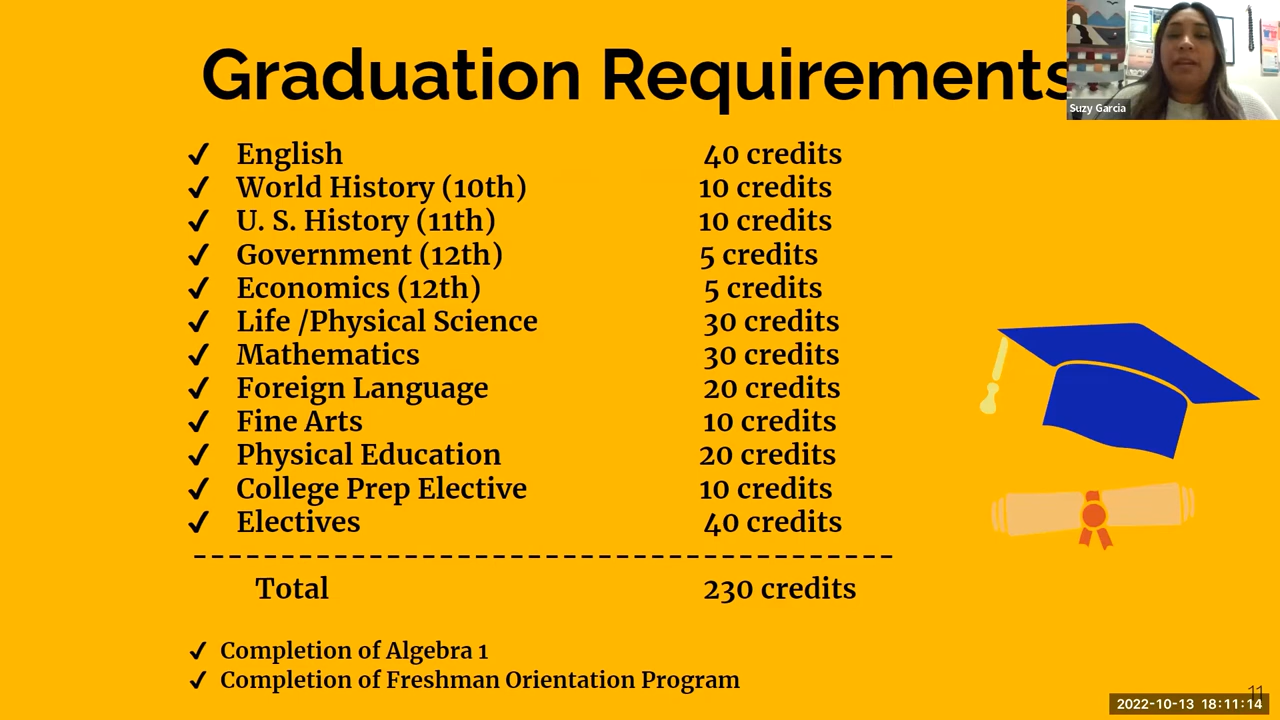 Graduation Requirements
Suzy Garcia
✓ English 40 credits
✓ World History (10th) 10 credits
✓ U. S. History (11th) 10 credits
✓ Government (12th) 5 credits
✓ Economics (12th) 5 credits
✓ Life /Physical Science 30 credits
✓ Mathematics 30 credits
✓ Foreign Language 20 credits
✓ Fine Arts 10 credits
✓ Physical Education 20 credits
✓ College Prep Elective 10 credits
✓ Electives 40 credits
----------------------------------------
Total 230 credits
✓ Completion of Algebra 1
✓ Completion of Freshman Orientation Program
11
2022-10-13 18:11:14